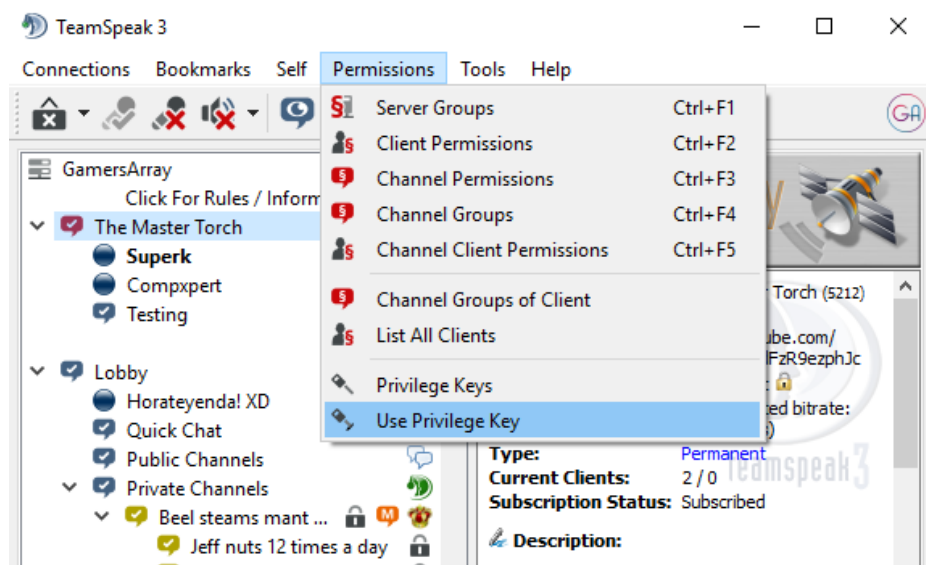 TeamSpeak 3
Connections Bookmarks Self Permissions Tools Help
GA
Server Groups Ctrl+F1
Client Permissions Ctrl+F2
Channel Permissions Ctrl+F3
Channel Groups Ctrl+F4
Channel Client Permissions Ctrl+F5
Channel Groups of Client
List All Clients
Privilege Keys
Use Privilege Key
GamersArray
Click For Rules / Inform
The Master Torch
Superk
Compxpert
Testing
Lobby
Horateyenda! XD
Quick Chat
Public Channels
Private Channels
Beel steams mant ...
M
Jeff nuts 12 times a day
Torch (5212)
ube.com/
FzR9ezphJc
ted bitrate:
Type: Permanent
Current Clients: 2 / 0
Subscription Status: Subscribed
Description:
Teamspeak 3